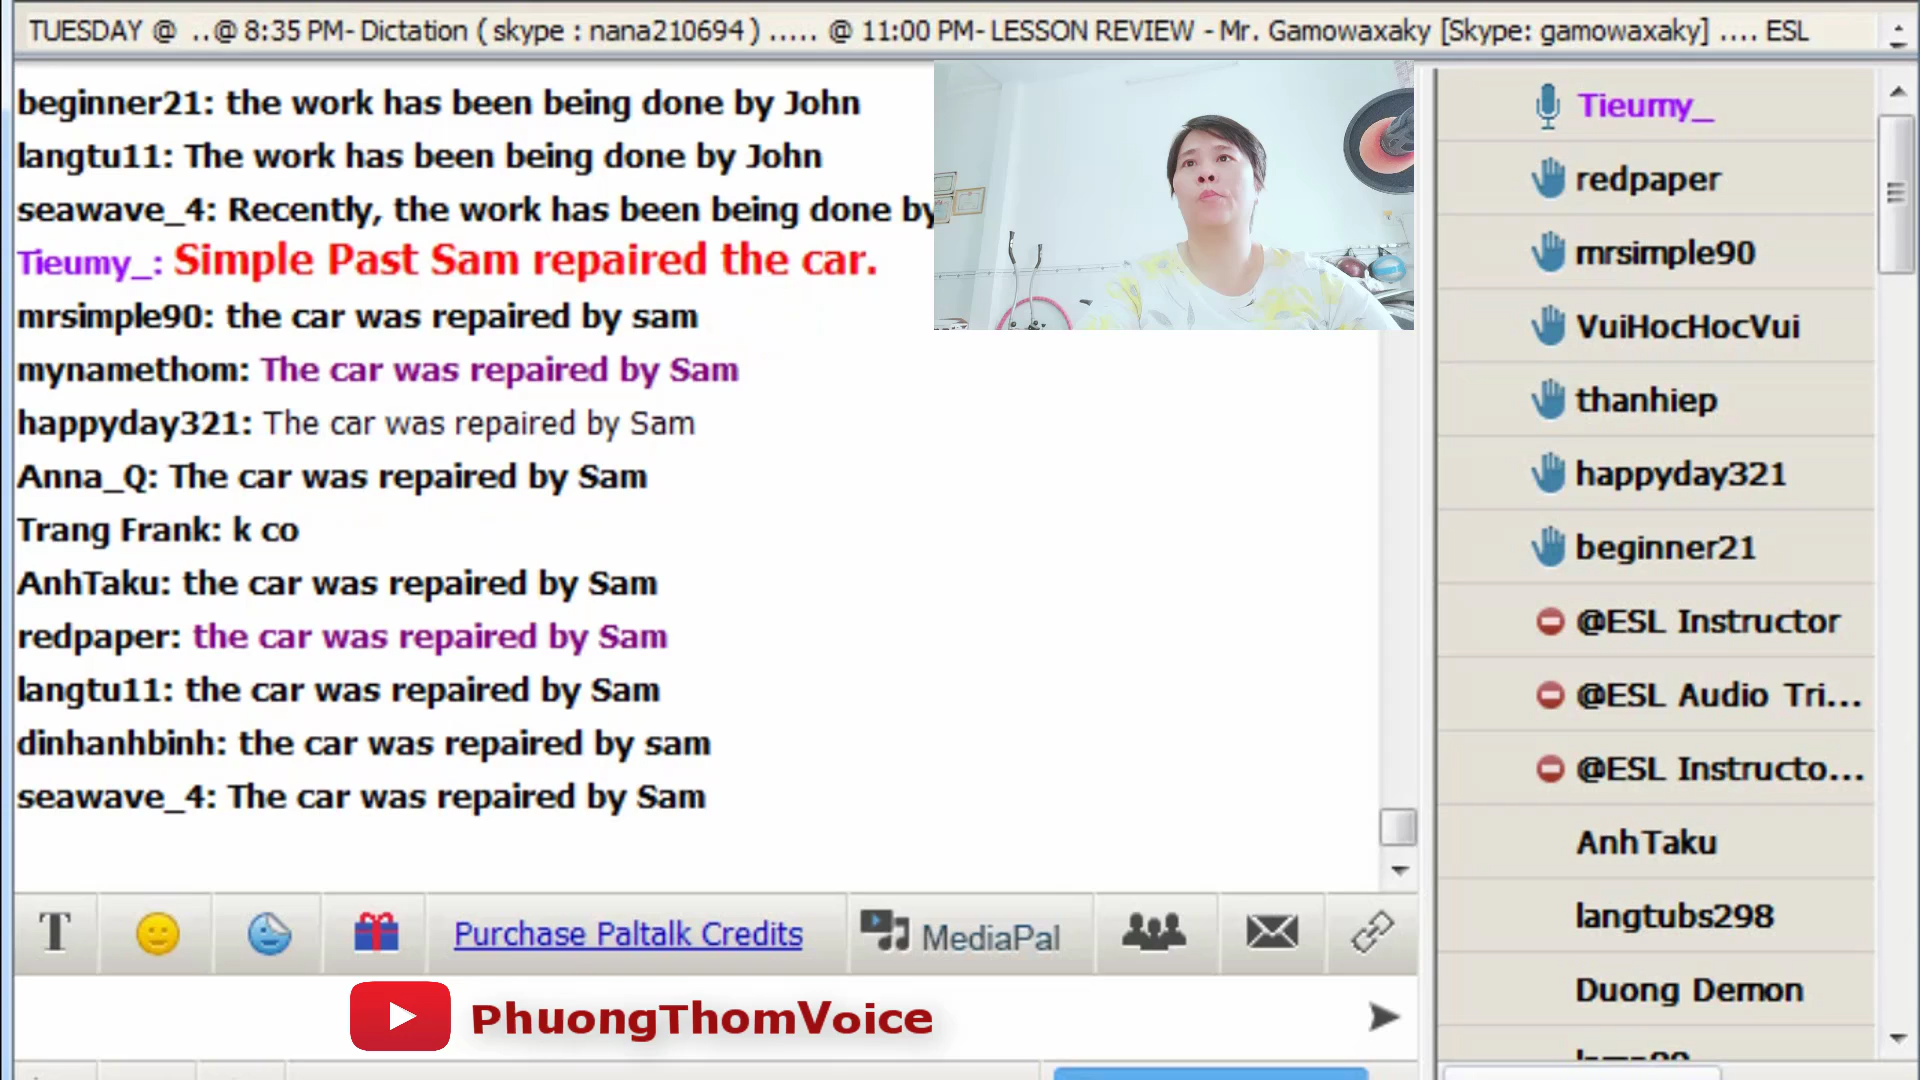 TUESDAY @ ..@ 8:35 PM- Dictation ( skype : nana210694 ) ..... @ 11:00 PM- LESSON REVIEW - Mr. Gamowaxaky [Skype: gamowaxaky] .... ESL
beginner21: the work has been being done by John
langtu11: The work has been being done by John
seawave_4: Recently, the work has been being done by
Tieumy_: Simple Past Sam repaired the car.
mrsimple90: the car was repaired by sam
mynamethom: The car was repaired by Sam
happyday321: The car was repaired by Sam
Anna_Q: The car was repaired by Sam
Trang Frank: k co
AnhTaku: the car was repaired by Sam
redpaper: the car was repaired by Sam
langtu11: the car was repaired by Sam
dinhanhbinh: the car was repaired by sam
seawave_4: The car was repaired by Sam
T
Purchase Paltalk Credits
MediaPal
PhuongThomVoice
Tieumy_
redpaper
mrsimple90
VuiHocHocVui
thanhiep
happyday321
beginner21
@ESL Instructor
@ESL Audio Tri...
@ESL Instructo...
AnhTaku
langtubs298
Duong Demon